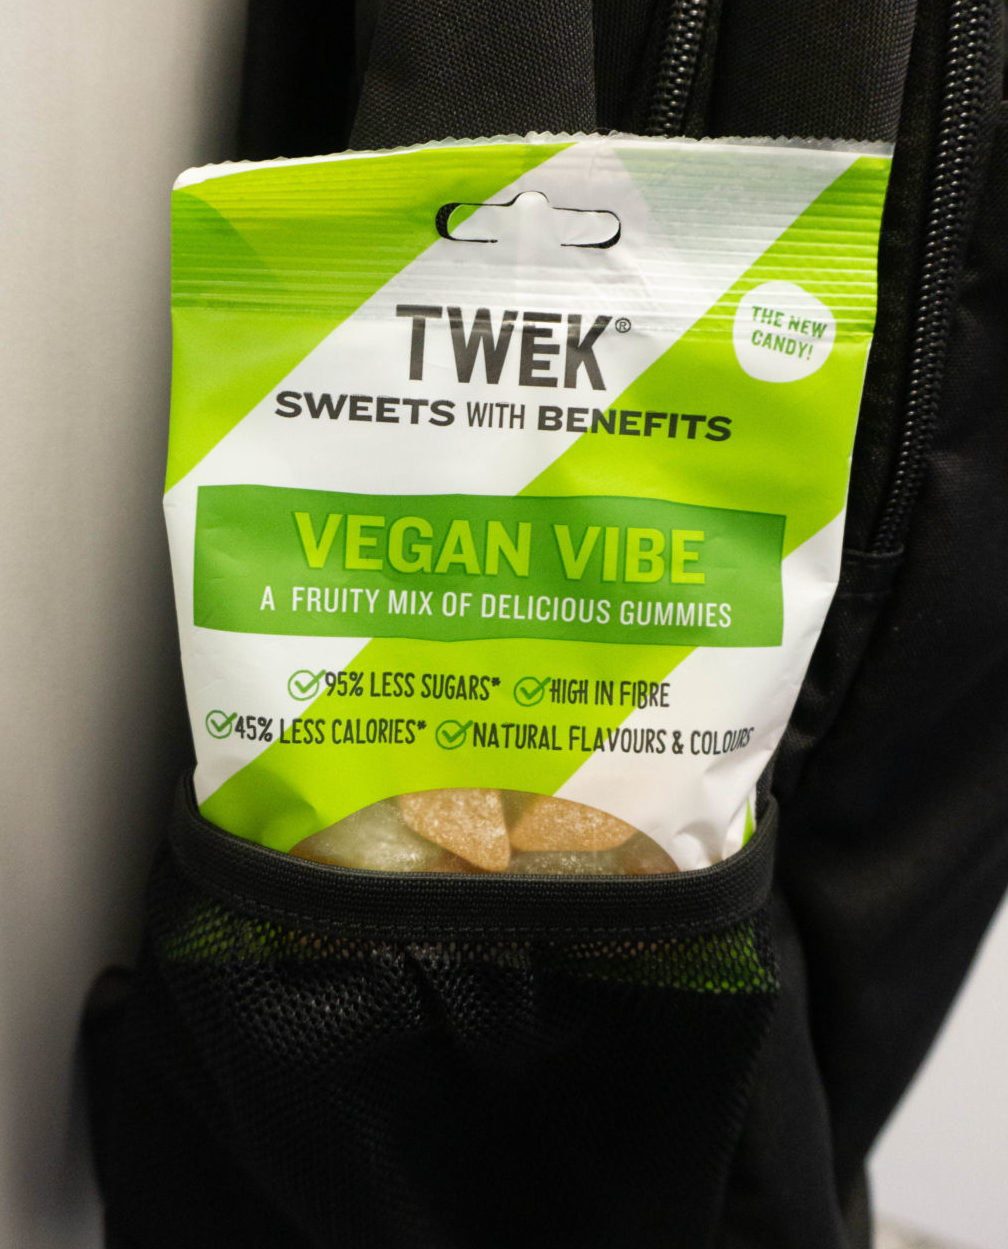 TWEK®
THE NEW
CANDY!
SWEETS WITH BENEFITS
VEGAN VIBE
A FRUITY MIX OF DELICIOUS GUMMIES
95% LESS SUGARS* HIGH IN FIBRE
45% LESS CALORIES* NATURAL FLAVOURS & COLOURS